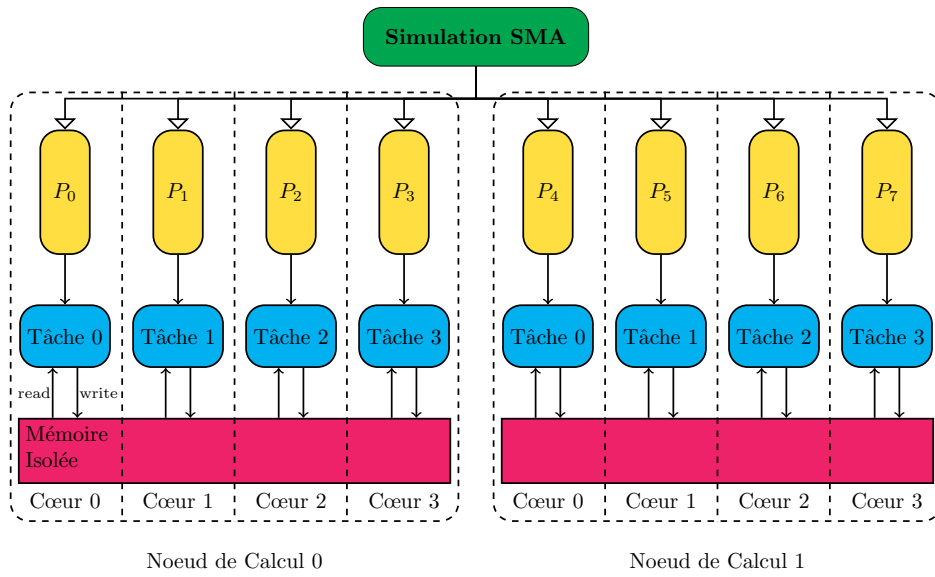 Simulation SMA
P0 P1 P2 P3 P4 P5 P6 P7
Tâche 0 Tâche 1 Tâche 2 Tâche 3 Tâche 0 Tâche 1 Tâche 2 Tâche 3
read write
Mémoire
Isolée
Cœur 0 Cœur 1 Cœur 2 Cœur 3 Cœur 0 Cœur 1 Cœur 2 Cœur 3
Noeud de Calcul 0 Noeud de Calcul 1